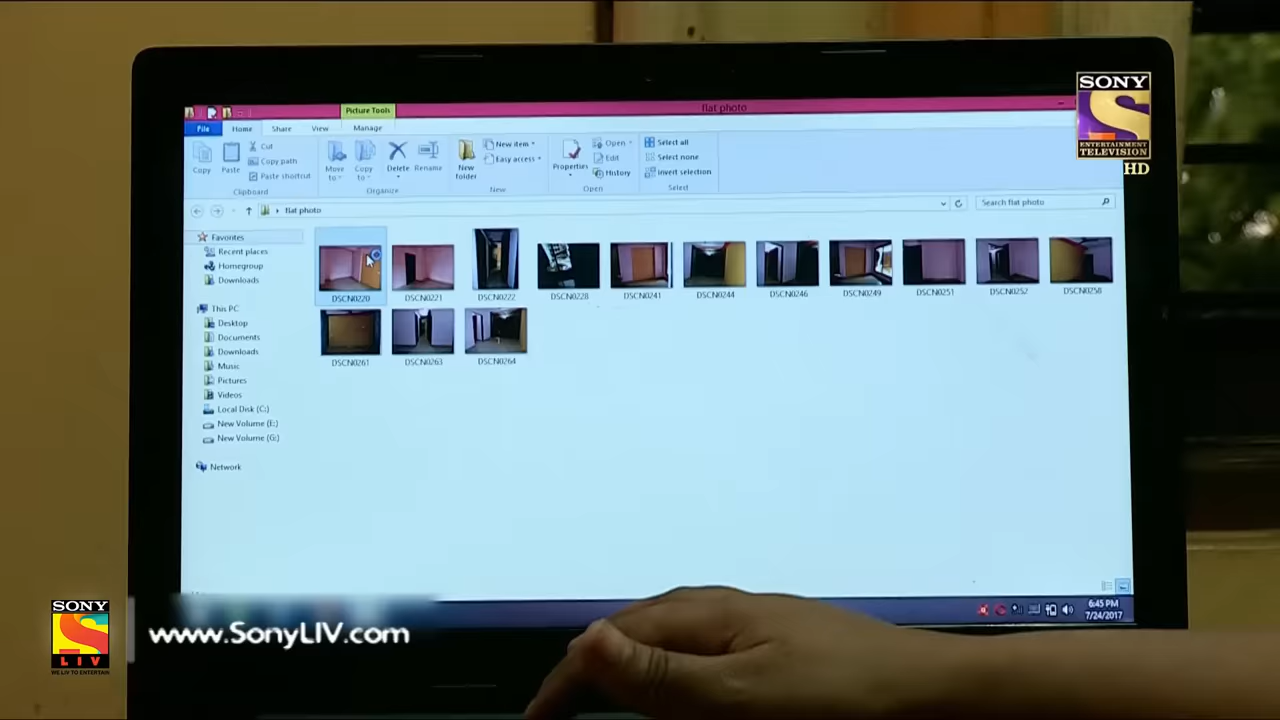 flat photo
Picture Tools
File Home Share View Manage
Copy
Paste
Cut
Copy path
Paste shortcut
Clipboard
Move to
Copy to
Delete
Rename
Organize
New folder
New item
Easy access
New
Properties
Open
Edit
History
Open
Select all
Select none
Invert selection
Select
flat photo
Search flat photo
Favorites
Recent places
Homegroup
Downloads
This PC
Desktop
Documents
Downloads
Music
Pictures
Videos
Local Disk (C:)
New Volume (E:)
New Volume (G:)
Network
DSCN0220 DSCN0221 DSCN0222 DSCN0228 DSCN0241 DSCN0244 DSCN0246 DSCN0249 DSCN0251 DSCN0252 DSCN0258
DSCN0261 DSCN0263 DSCN0264
6:45 PM
7/24/2017
SONY
ENTERTAINMENT
TELEVISION
HD
SONY
LIV
WE LIV TO ENTERTAIN
www.SonyLIV.com